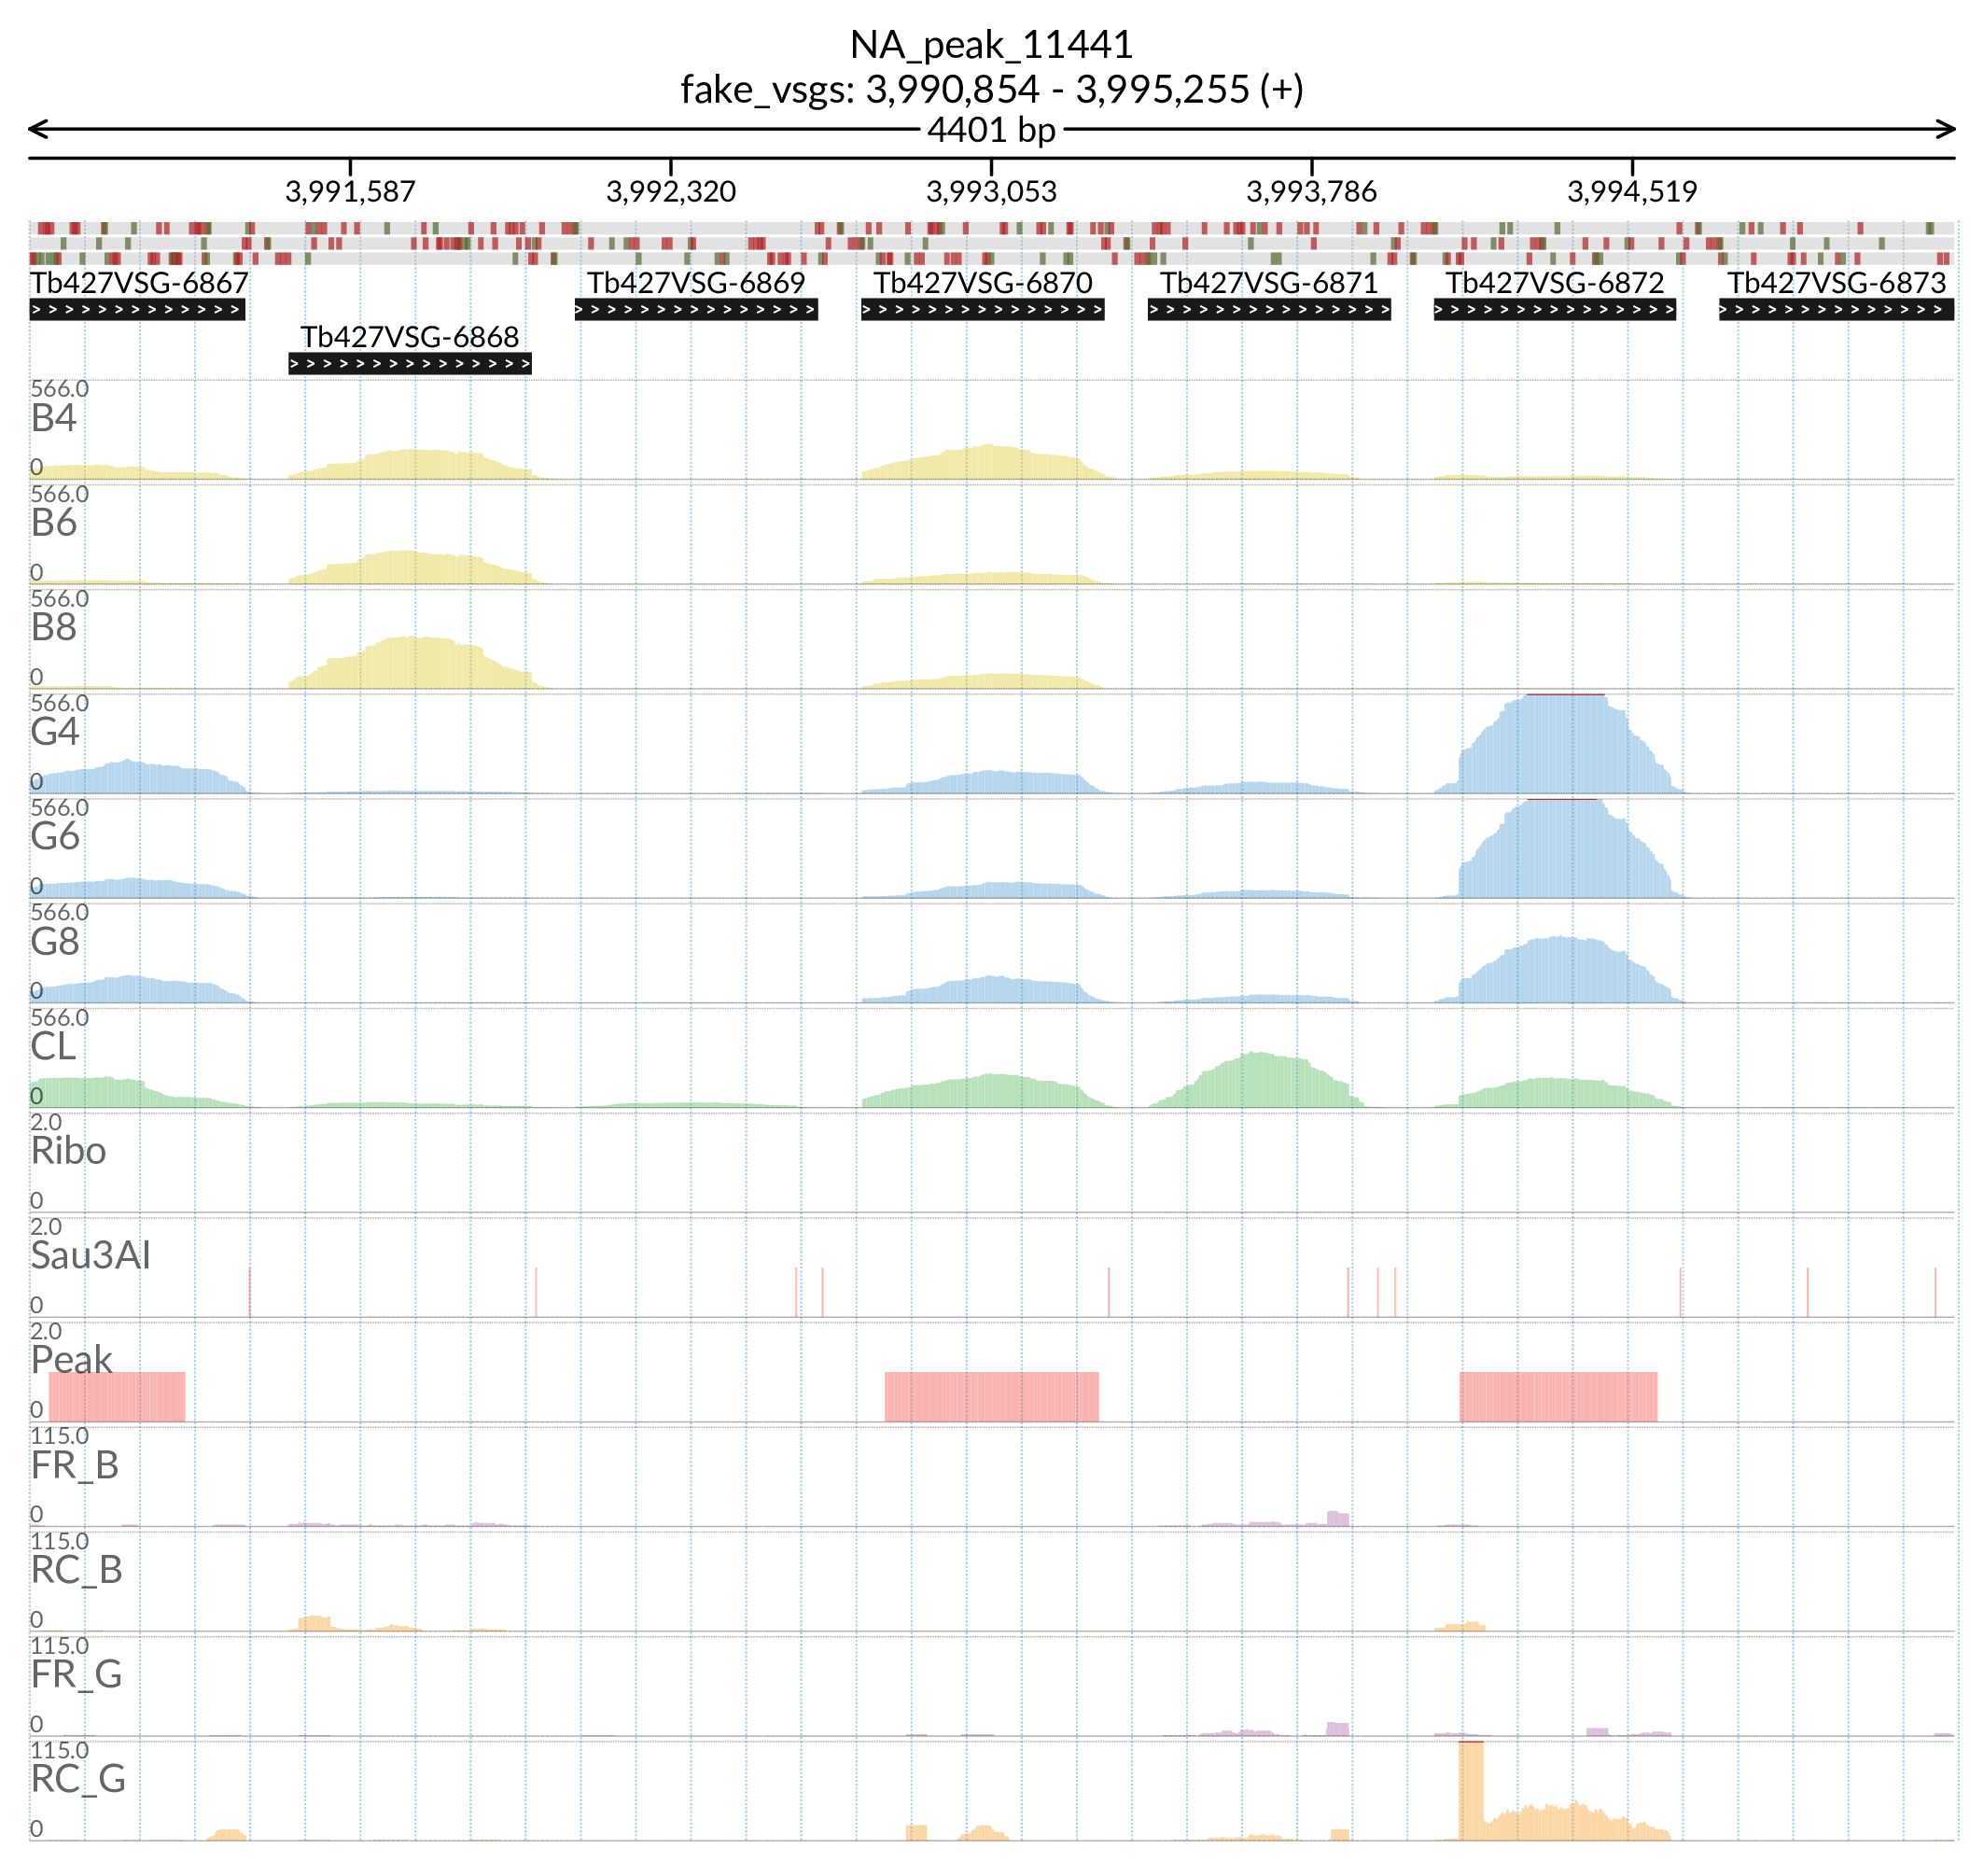 NA_peak_11441
fake_vsgs: 3,990,854 - 3,995,255 (+)
4401 bp
3,991,587 3,992,320 3,993,053 3,993,786 3,994,519
Tb427VSG-6867 Tb427VSG-6869 Tb427VSG-6870 Tb427VSG-6871 Tb427VSG-6872 Tb427VSG-6873
Tb427VSG-6868
566.0
B4
0
566.0
B6
0
566.0
B8
0
566.0
G4
0
566.0
G6
0
566.0
G8
0
566.0
CL
0
2.0
Ribo
0
2.0
Sau3AI
0
2.0
Peak
0
115.0
FR_B
0
115.0
RC_B
0
115.0
FR_G
0
115.0
RC_G
0